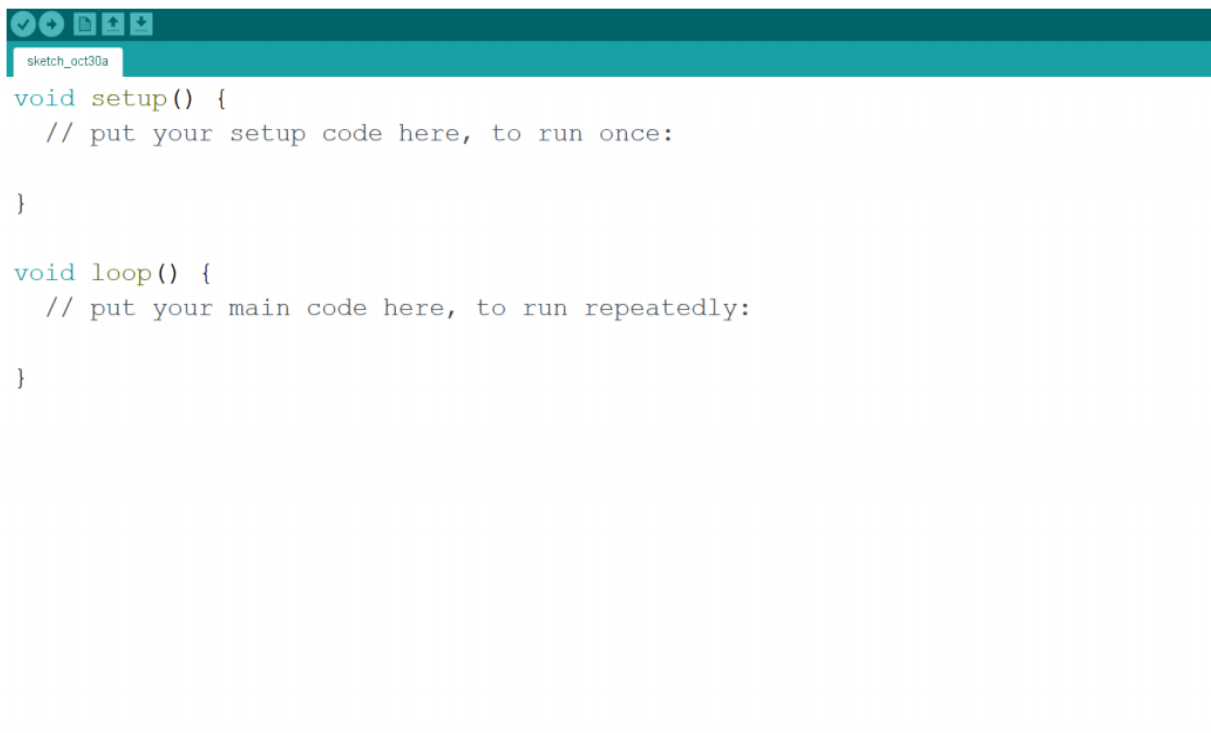 sketch_oct30a
void setup() {
  // put your setup code here, to run once:
}
void loop() {
  // put your main code here, to run repeatedly:
}